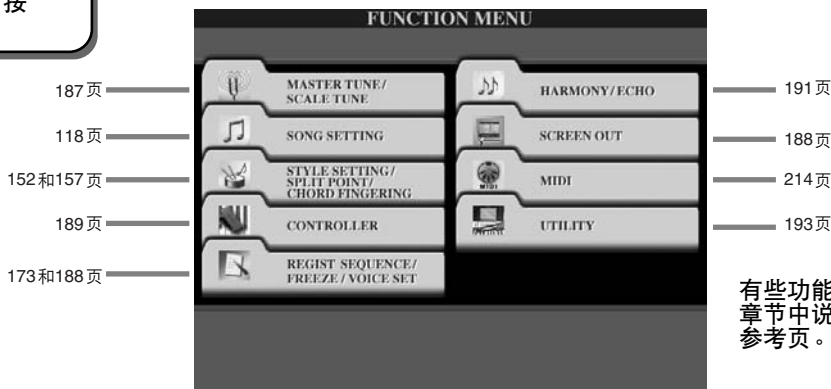 按
FUNCTION MENU
187页
MASTER TUNE/
SCALE TUNE
HARMONY/ECHO
191页
118页
SONG SETTING
SCREEN OUT
188页
152和157页
STYLE SETTING/
SPLIT POINT/
CHORD FINGERING
MIDI
MIDI
214页
189页
CONTROLLER
UTILITY
193页
173和188页
REGIST SEQUENCE/
FREEZE / VOICE SET
有些功能
章节中说
参考页。